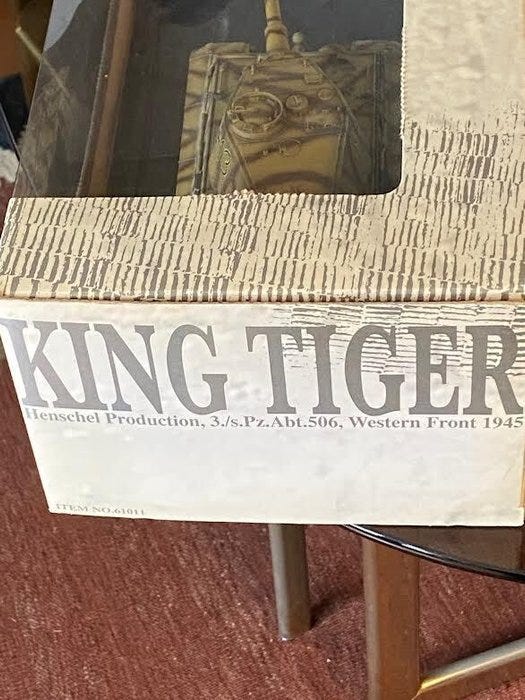 KING TIGER
Henschel Production, 3./s.Pz.Abt.506, Western Front 1945
ITEM NO.61011